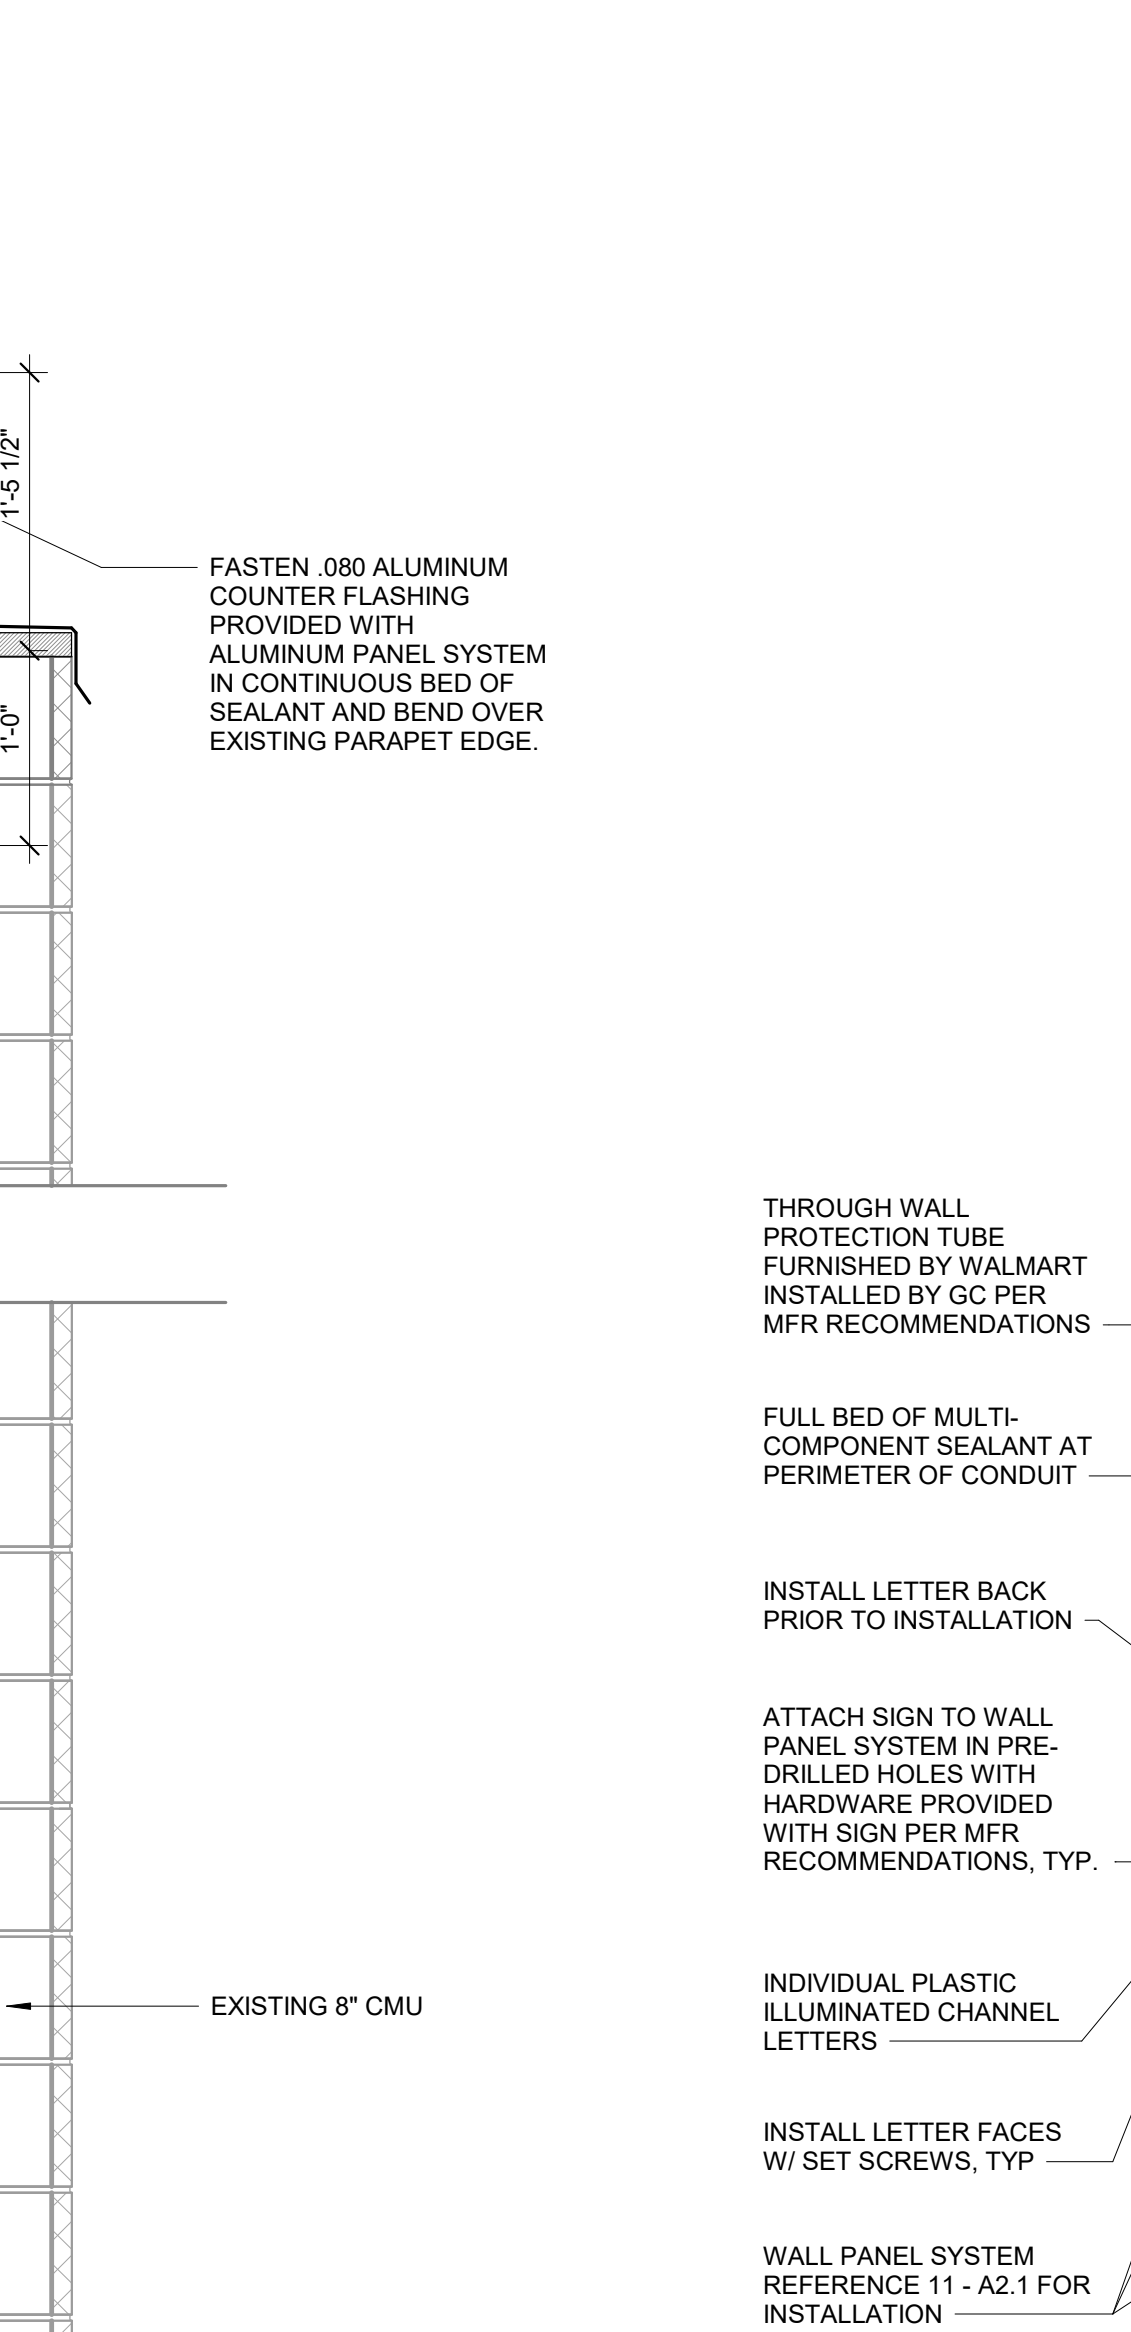 1'-5 1/2"
FASTEN .080 ALUMINUM
COUNTER FLASHING
PROVIDED WITH
ALUMINUM PANEL SYSTEM
IN CONTINUOUS BED OF
SEALANT AND BEND OVER
EXISTING PARAPET EDGE.
1'-0"
EXISTING 8" CMU
THROUGH WALL
PROTECTION TUBE
FURNISHED BY WALMART
INSTALLED BY GC PER
MFR RECOMMENDATIONS
FULL BED OF MULTI-
COMPONENT SEALANT AT
PERIMETER OF CONDUIT
INSTALL LETTER BACK
PRIOR TO INSTALLATION
ATTACH SIGN TO WALL
PANEL SYSTEM IN PRE-
DRILLED HOLES WITH
HARDWARE PROVIDED
WITH SIGN PER MFR
RECOMMENDATIONS, TYP.
INDIVIDUAL PLASTIC
ILLUMINATED CHANNEL
LETTERS
INSTALL LETTER FACES
W/ SET SCREWS, TYP
WALL PANEL SYSTEM
REFERENCE 11 - A2.1 FOR
INSTALLATION